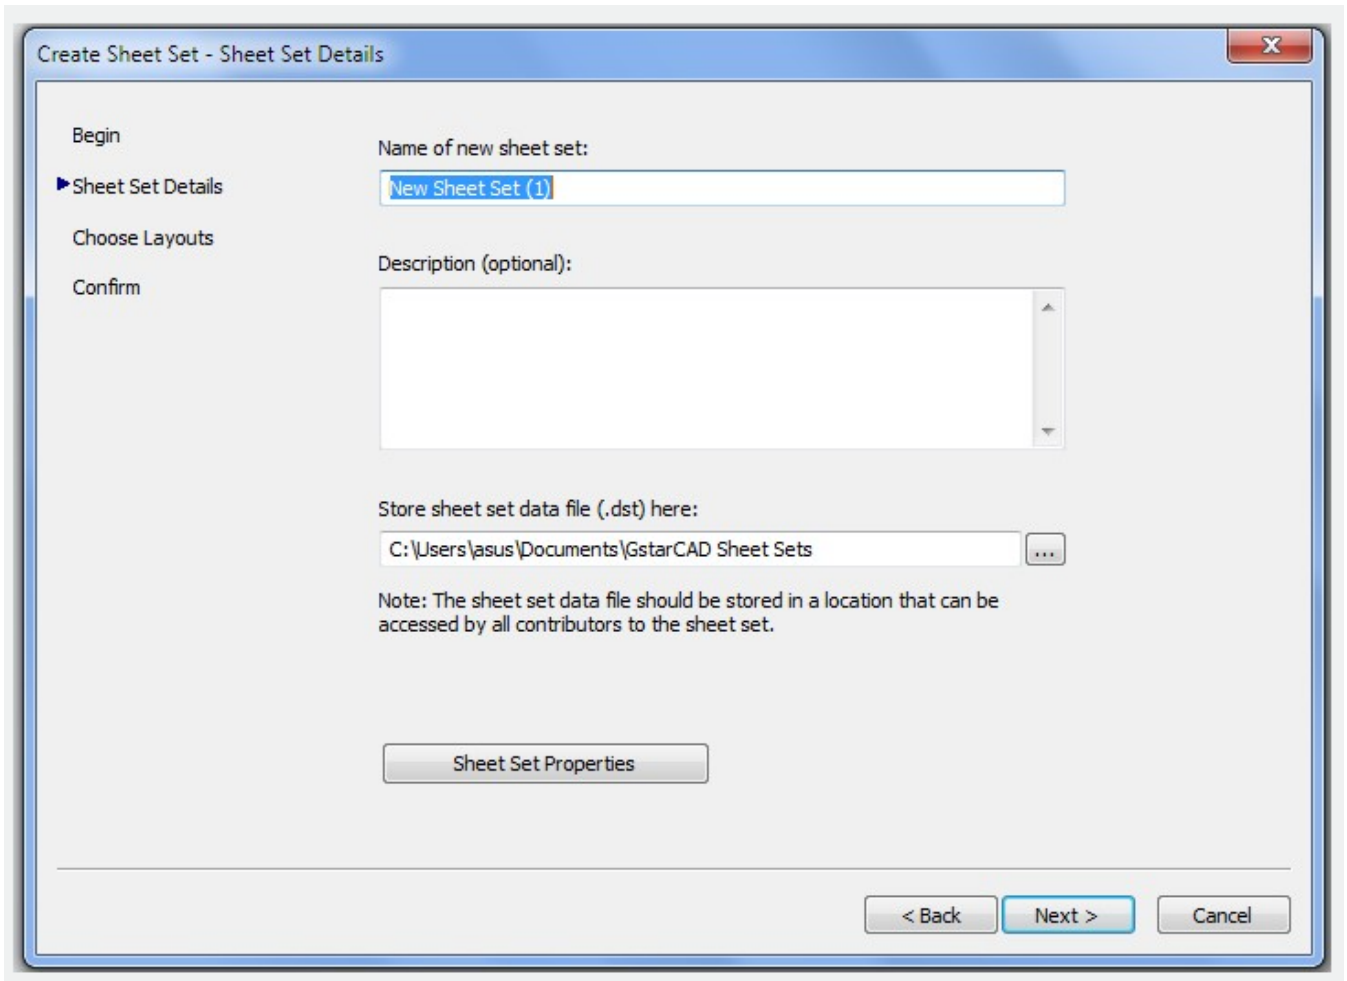 Create Sheet Set - Sheet Set Details
Begin
Sheet Set Details
Choose Layouts
Confirm
Name of new sheet set:
New Sheet Set (1)
Description (optional):
Store sheet set data file (.dst) here:
C:\Users\asus\Documents\GstarCAD Sheet Sets
...
Note: The sheet set data file should be stored in a location that can be
accessed by all contributors to the sheet set.
Sheet Set Properties
< Back
Next >
Cancel